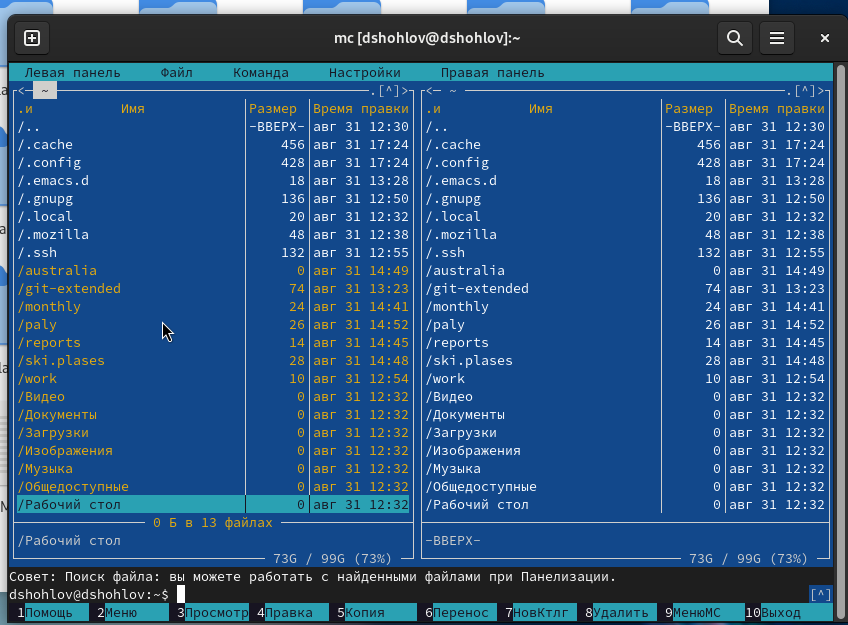 mc [dshohlov@dshohlov]:~
Левая панель Файл Команда Настройки Правая панель
<─ ~ ─.[^]>┐ ┌<─ ~ ─.[^]>┐
.и Имя Размер Время правки .и Имя Размер Время правки
/.. -ВВЕРХ- авг 31 12:30 /.. -ВВЕРХ- авг 31 12:30
/.cache 456 авг 31 17:24 /.cache 456 авг 31 17:24
/.config 428 авг 31 17:24 /.config 428 авг 31 17:24
/.emacs.d 18 авг 31 13:28 /.emacs.d 18 авг 31 13:28
/.gnupg 136 авг 31 12:50 /.gnupg 136 авг 31 12:50
/.local 20 авг 31 12:32 /.local 20 авг 31 12:32
/.mozilla 48 авг 31 12:38 /.mozilla 48 авг 31 12:38
/.ssh 132 авг 31 12:55 /.ssh 132 авг 31 12:55
/australia 0 авг 31 14:49 /australia 0 авг 31 14:49
/git-extended 74 авг 31 13:23 /git-extended 74 авг 31 13:23
/monthly 24 авг 31 14:41 /monthly 24 авг 31 14:41
/paly 26 авг 31 14:52 /paly 26 авг 31 14:52
/reports 14 авг 31 14:45 /reports 14 авг 31 14:45
/ski.plases 28 авг 31 14:48 /ski.plases 28 авг 31 14:48
/work 10 авг 31 12:54 /work 10 авг 31 12:54
/Видео 0 авг 31 12:32 /Видео 0 авг 31 12:32
/Документы 0 авг 31 12:32 /Документы 0 авг 31 12:32
/Загрузки 0 авг 31 12:32 /Загрузки 0 авг 31 12:32
/Изображения 0 авг 31 12:32 /Изображения 0 авг 31 12:32
/Музыка 0 авг 31 12:32 /Музыка 0 авг 31 12:32
/Общедоступные 0 авг 31 12:32 /Общедоступные 0 авг 31 12:32
/Рабочий стол 0 авг 31 12:32 /Рабочий стол 0 авг 31 12:32
0 Б в 13 файлах
/Рабочий стол -ВВЕРХ-
73G / 99G (73%) 73G / 99G (73%)
Совет: Поиск файла: вы можете работать с найденными файлами при Панелизации.
dshohlov@dshohlov:~$ [^]
1Помощь 2Меню 3Просмотр 4Правка 5Копия 6Перенос 7НовКтлг 8Удалить 9МенюМС 10Выход